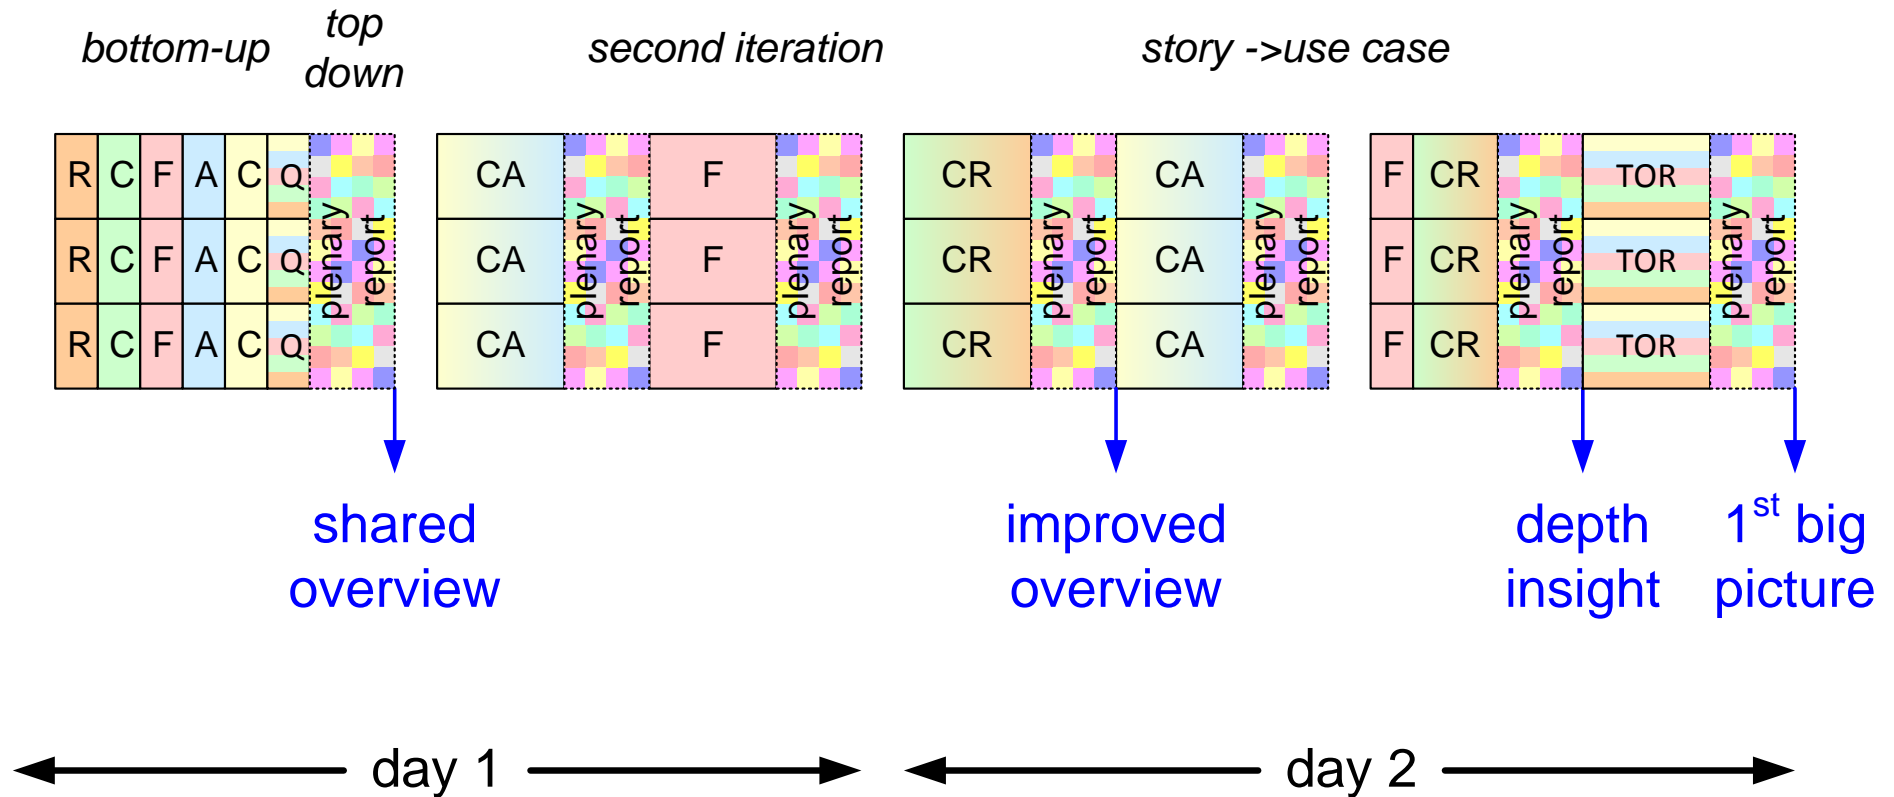 bottom-up
top
down
second iteration
story ->use case
R C F A C Q
R C F A C Q
R C F A C Q
plenary
report
CA
CA
CA
plenary
report
F
F
F
plenary
report
CR
CR
CR
plenary
report
CA
CA
CA
plenary
report
F CR
F CR
F CR
plenary
report
TOR
TOR
TOR
plenary
report
shared
overview
improved
overview
depth
insight
1st big
picture
day 1
day 2